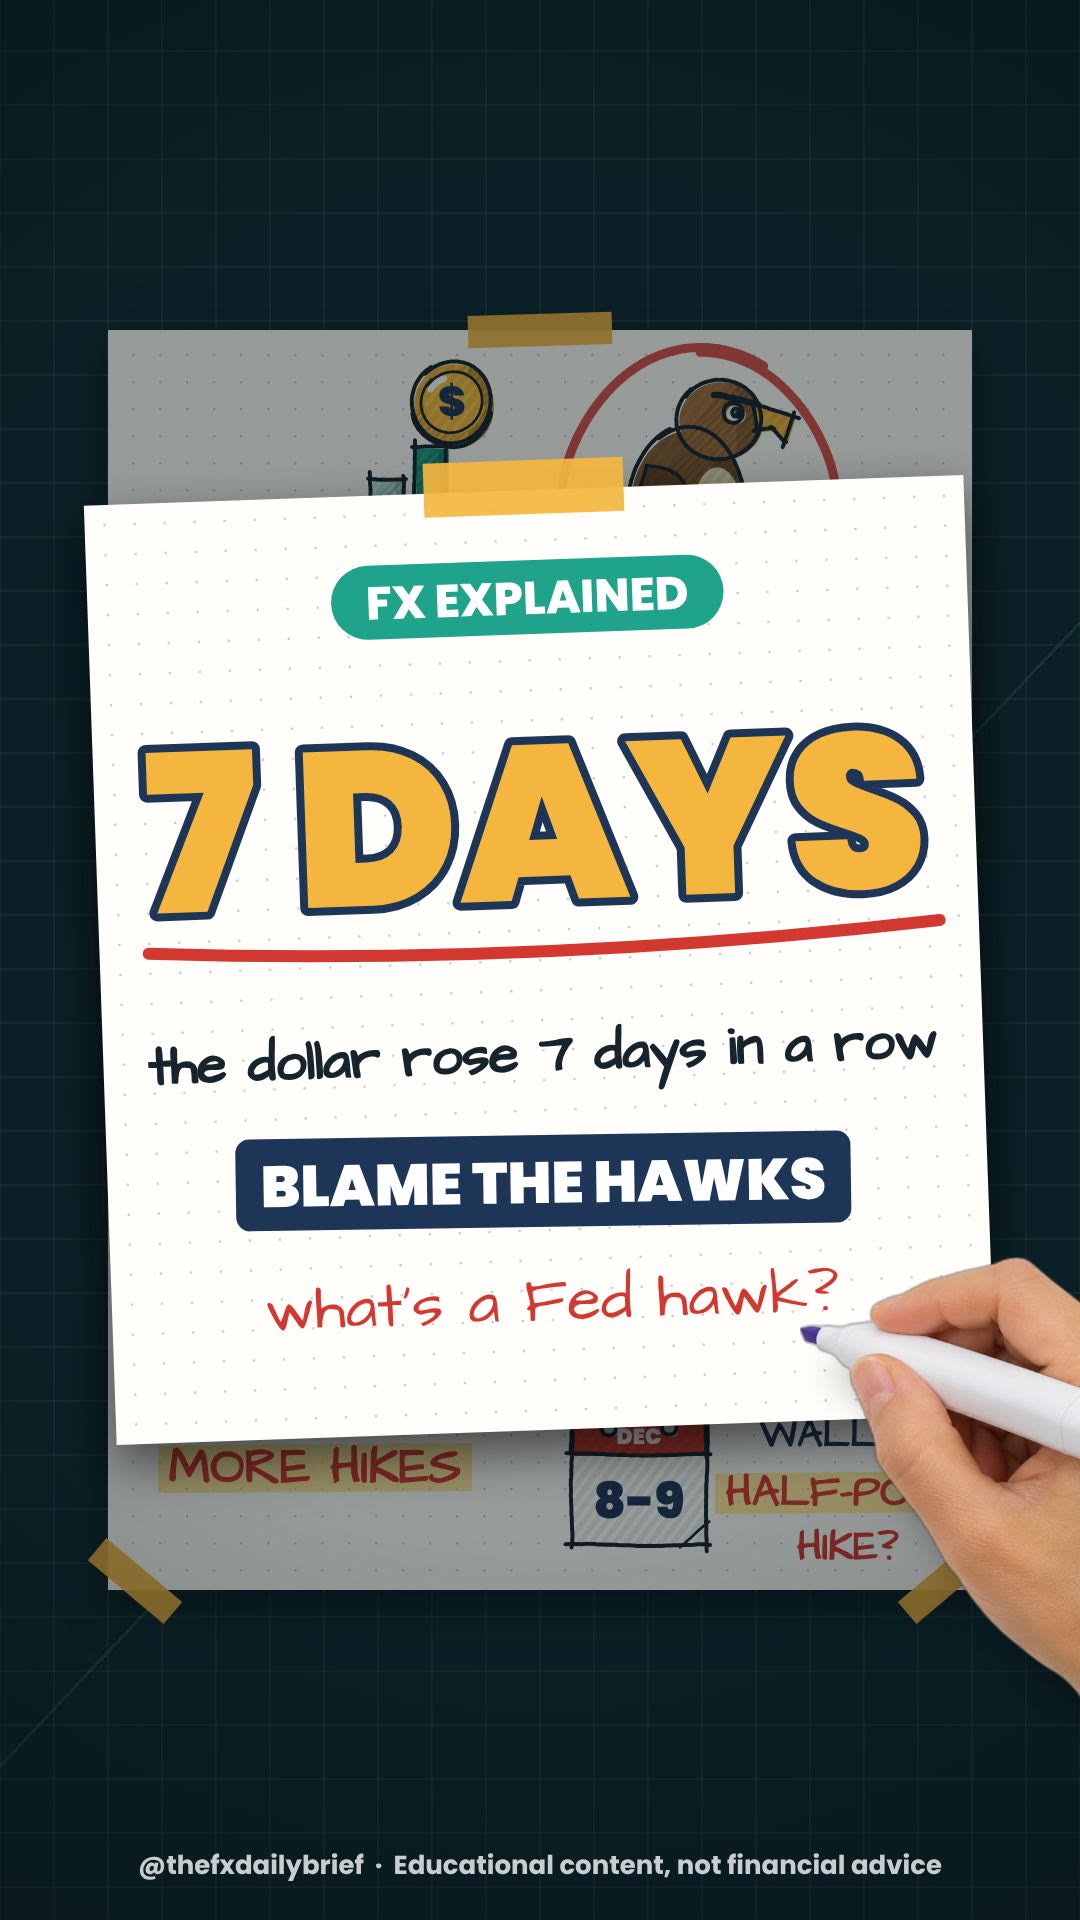 $
FX EXPLAINED
7 DAYS
the dollar rose 7 days in a row
BLAME THE HAWKS
what's a Fed hawk?
MORE HIKES
DEC
8-9
HIKE?
@thefxdailybrief · Educational content, not financial advice